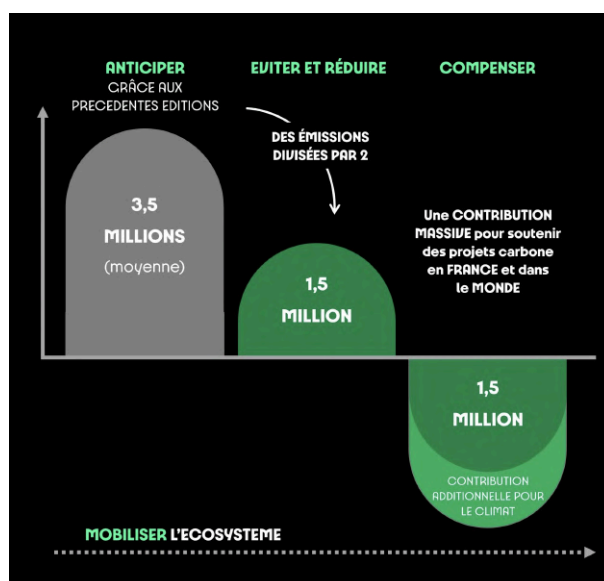 ANTICIPER
GRÂCE AUX
PRECEDENTES EDITIONS
EVITER ET RÉDUIRE
COMPENSER
DES ÉMISSIONS
DIVISÉES PAR 2
3,5
MILLIONS
(moyenne)
1,5
MILLION
Une CONTRIBUTION
MASSIVE pour soutenir
des projets carbone
en FRANCE et dans
le MONDE
1,5
MILLION
CONTRIBUTION
ADDITIONNELLE POUR
LE CLIMAT
MOBILISER L'ECOSYSTEME